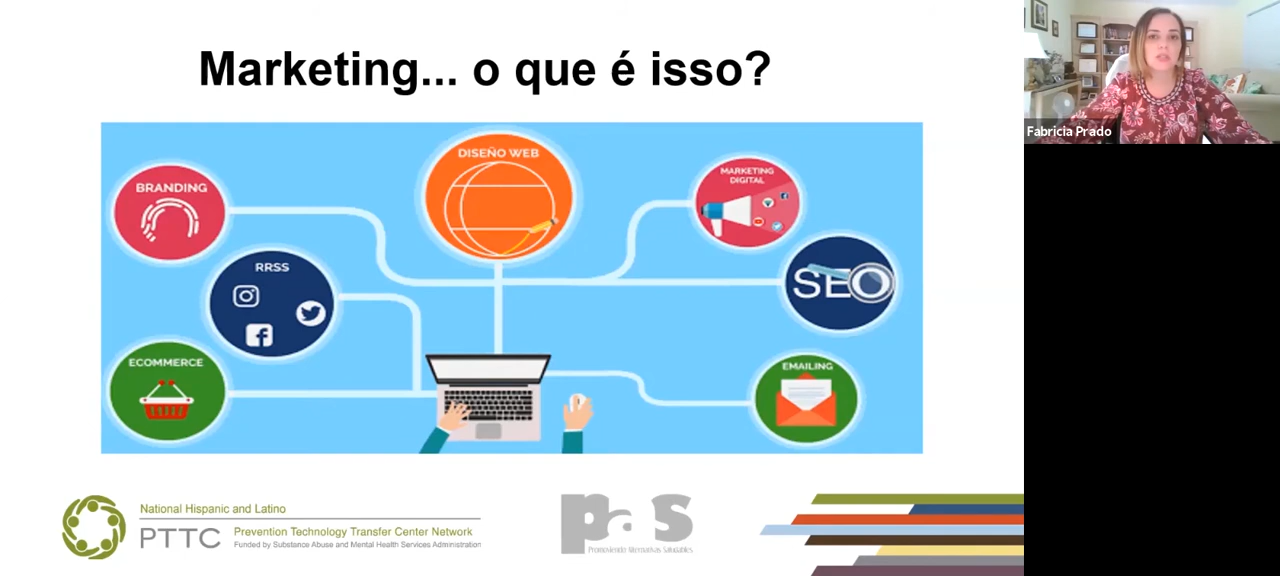 Marketing... o que é isso?
Fabricia Prado
DISEÑO WEB
BRANDING
MARKETING
DIGITAL
RRSS
SEO
ECOMMERCE
EMAILING
National Hispanic and Latino
PTTC
Prevention Technology Transfer Center Network
Funded by Substance Abuse and Mental Health Services Administration
pas
Promoviendo Alternativas Saludables